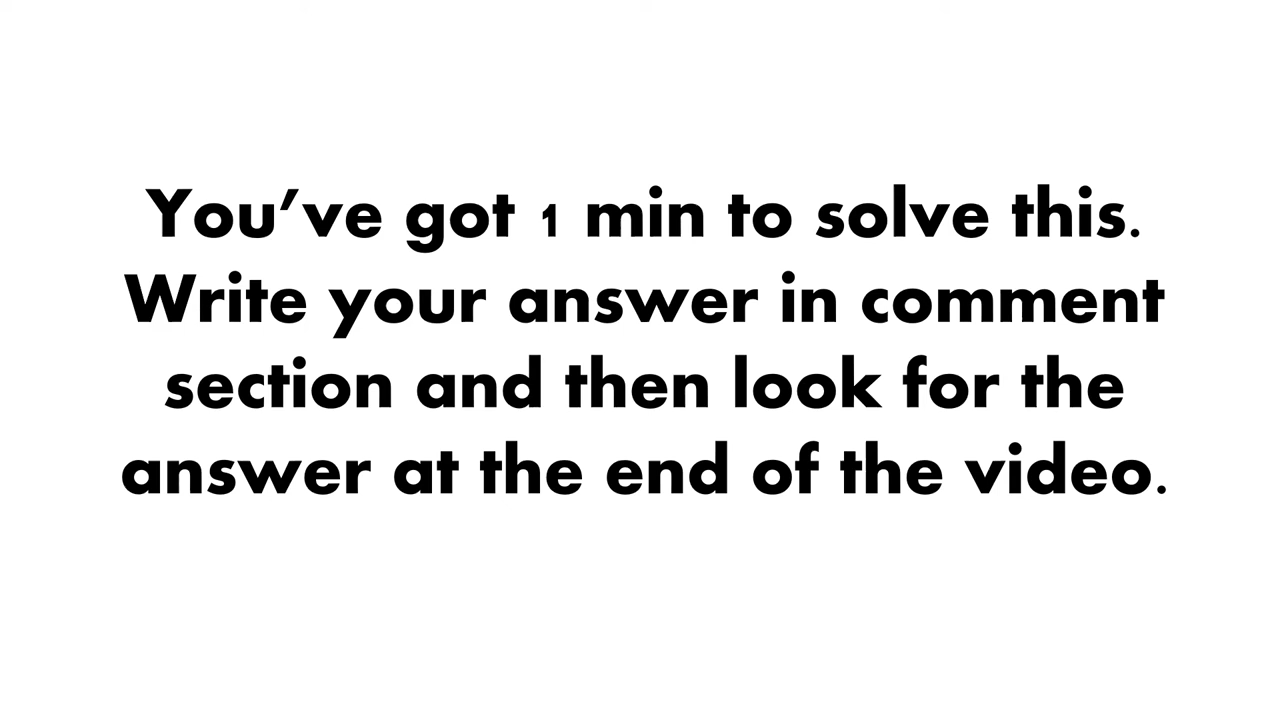 You’ve got 1 min to solve this.
Write your answer in comment
section and then look for the
answer at the end of the video.